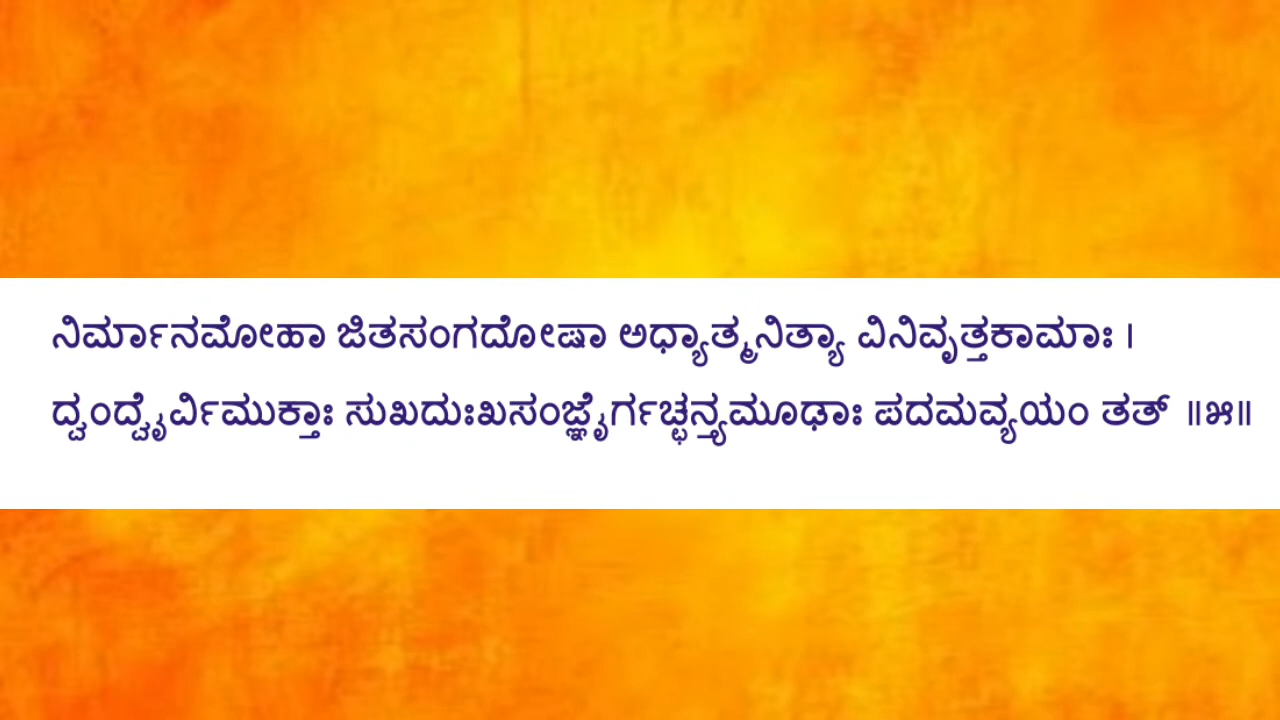 ನಿರ್ಮಾನಮೋಹಾ ಜಿತಸಂಗದೋಷಾ ಅಧ್ಯಾತ್ಮನಿತ್ಯಾ ವಿನಿವೃತ್ತಕಾಮಾಃ ।
ದ್ವಂದ್ವೈರ್ವಿಮುಕ್ತಾಃ ಸುಖದುಃಖಸಂಜ್ಞೈರ್ಗಚ್ಛನ್ತ್ಯಮೂಢಾಃ ಪದಮವ್ಯಯಂ ತತ್ ॥೫॥